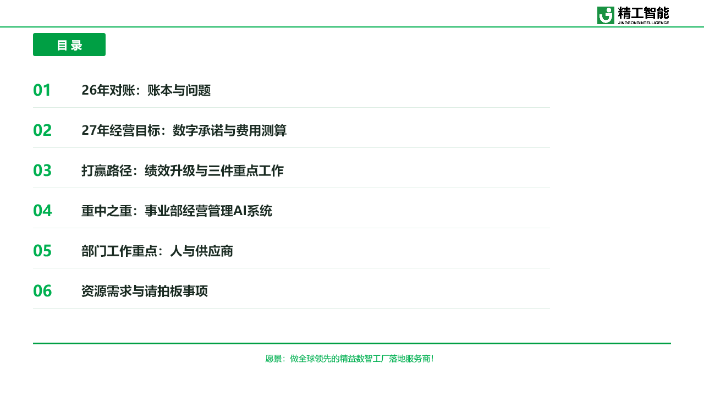 精工智能
JINGGONG INTELLIGENCE
目 录
01 26年对账：账本与问题
02 27年经营目标：数字承诺与费用测算
03 打赢路径：绩效升级与三件重点工作
04 重中之重：事业部经营管理AI系统
05 部门工作重点：人与供应商
06 资源需求与请拍板事项
愿景：做全球领先的精益数智工厂落地服务商！